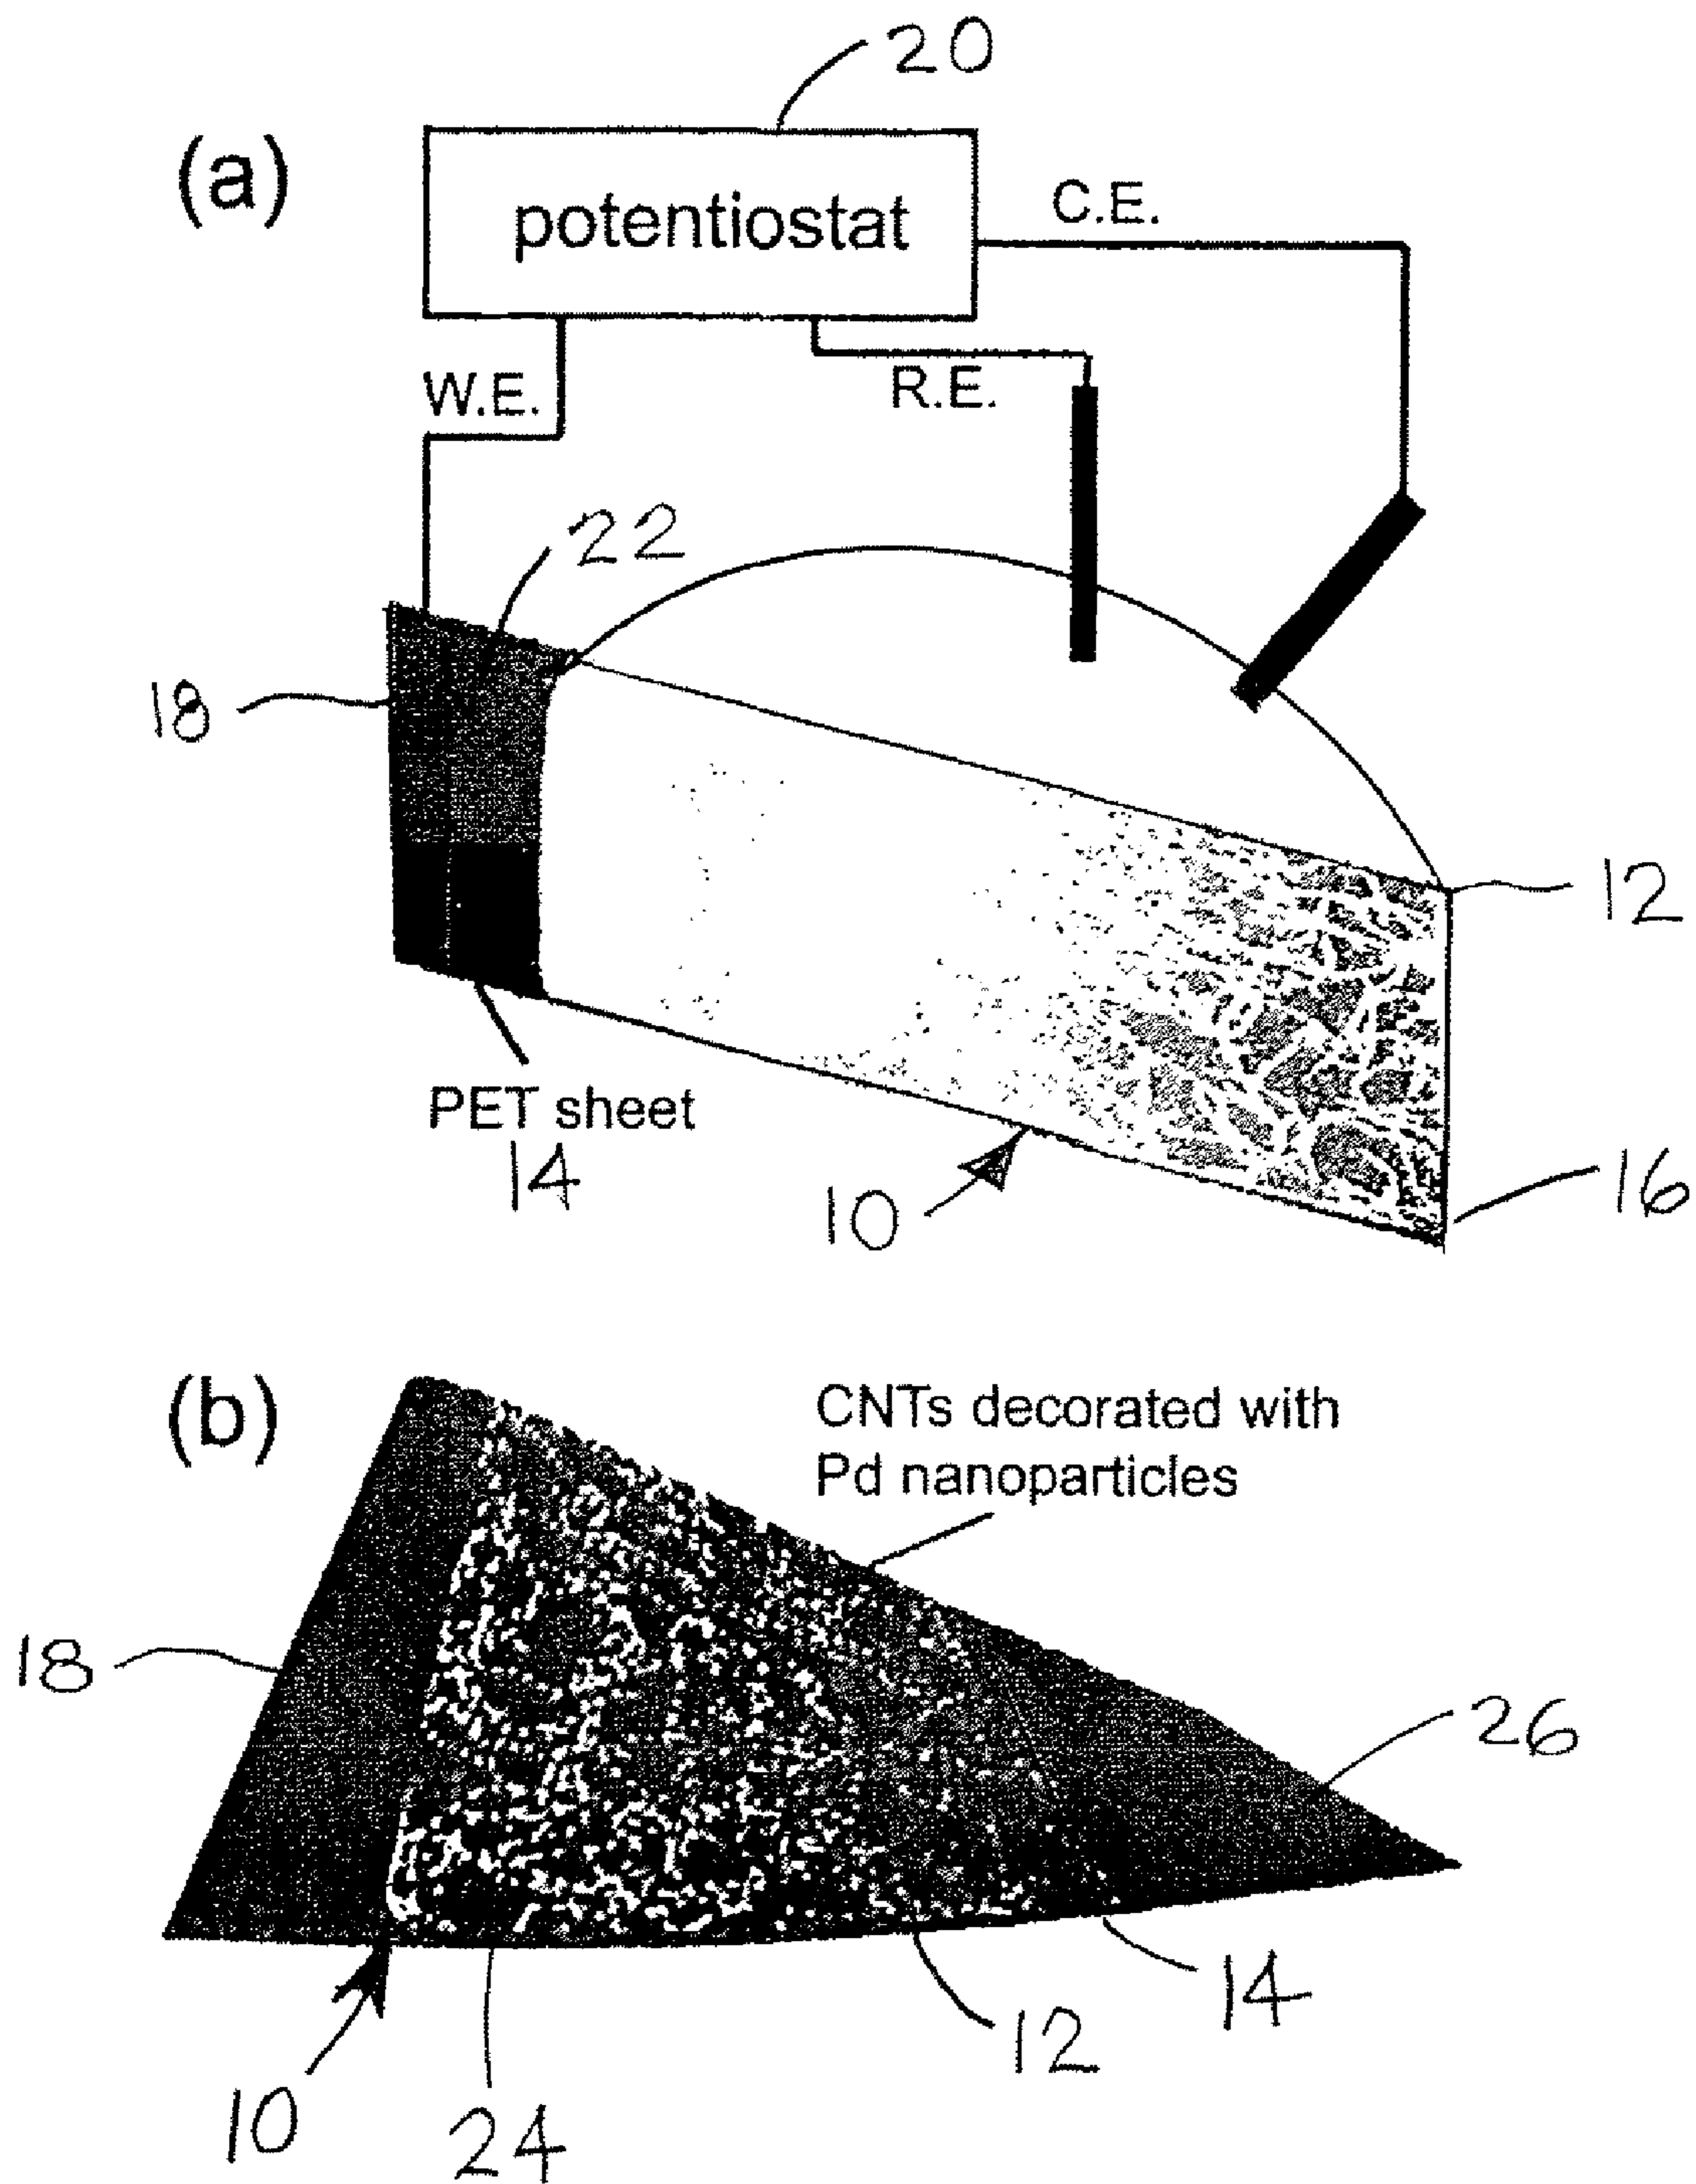 20
(a)
potentiostat
C.E.
W.E.
R.E.
22
18
12
PET sheet
14
10
16
(b)
CNTs decorated with
Pd nanoparticles
18
26
14
12
10
24